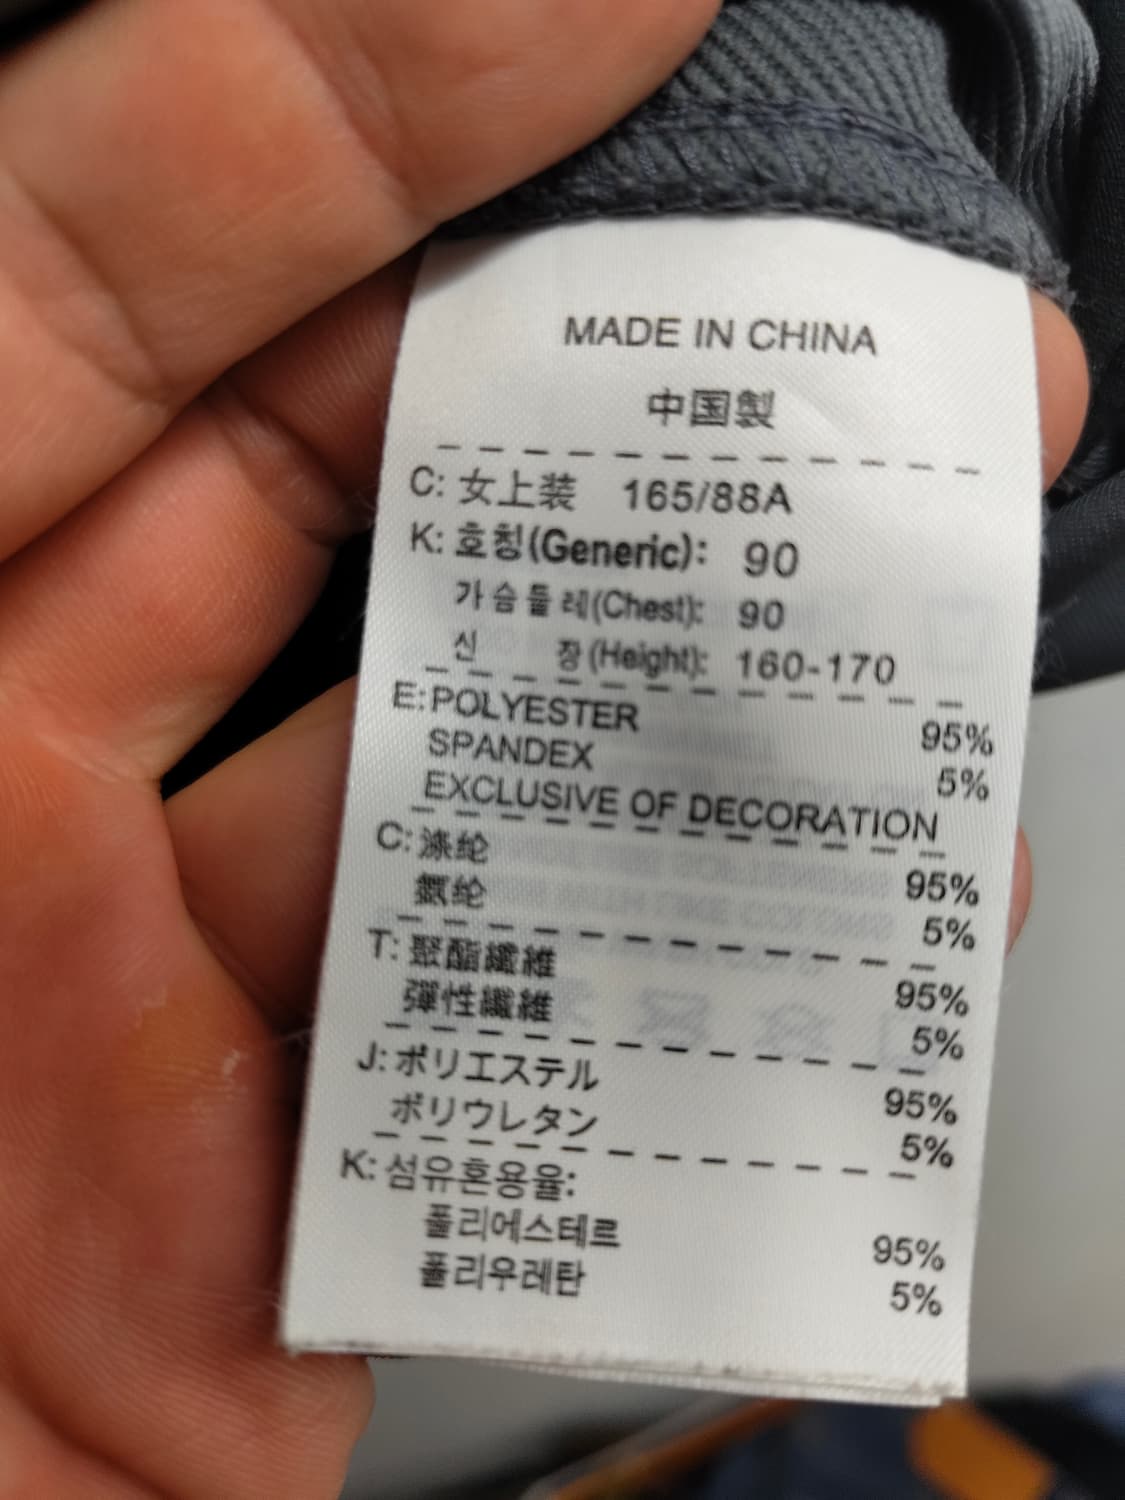 MADE IN CHINA
中国製
C: 女上装 165/88A
K: 호칭(Generic): 90
가슴둘레(Chest): 90
신 장(Height): 160-170
E: POLYESTER 95%
SPANDEX 5%
EXCLUSIVE OF DECORATION
C: 涤纶 95%
氨纶 5%
T: 聚酯纖維 95%
彈性纖維 5%
J: ポリエステル 95%
ポリウレタン 5%
K: 섬유혼용율:
폴리에스테르 95%
폴리우레탄 5%